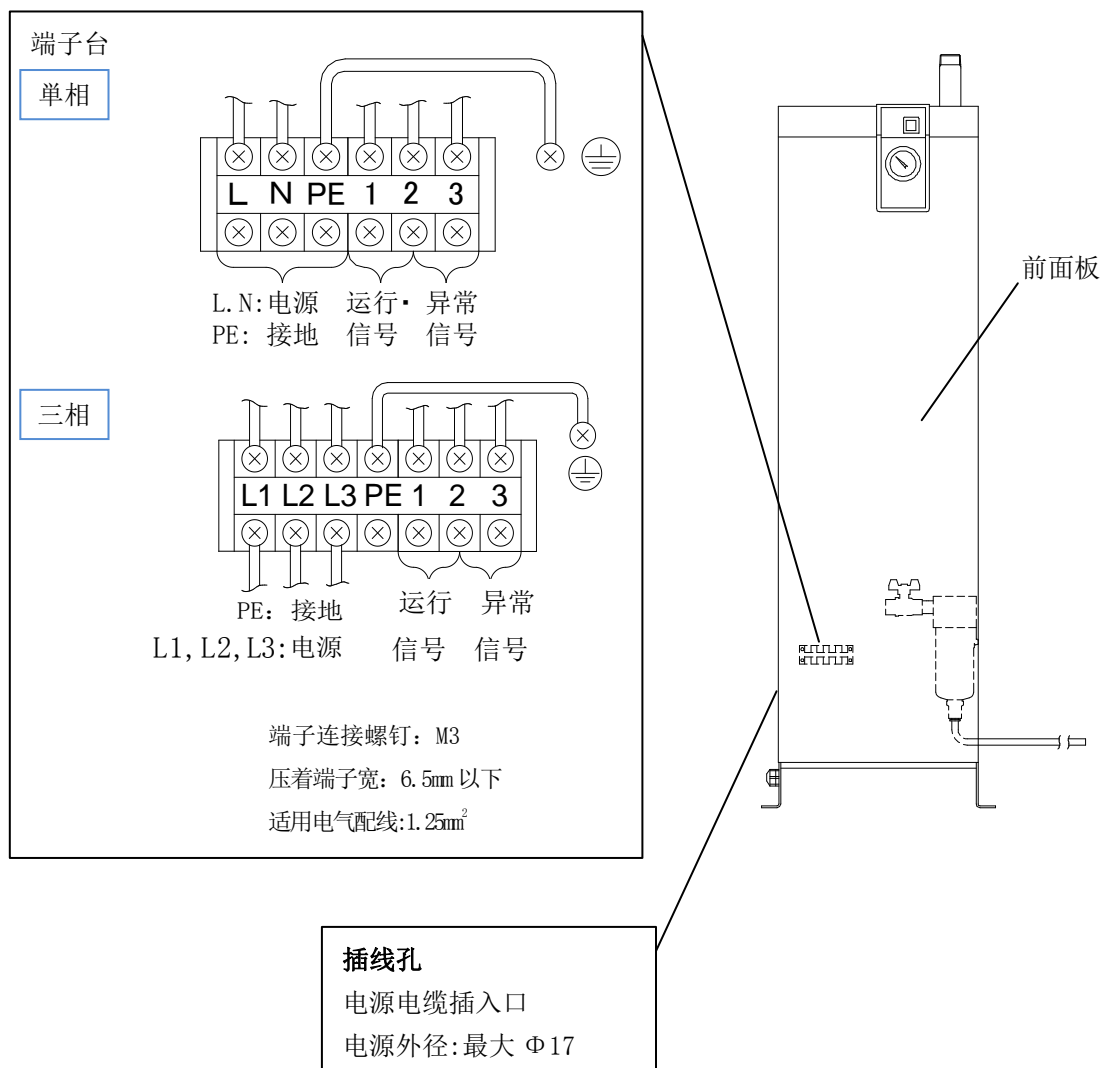 端子台
単相
L N PE 1 2 3
L.N:电源 运行· 异常
PE: 接地 信号 信号
三相
L1 L2 L3 PE 1 2 3
PE: 接地 运行 异常
L1,L2,L3:电源 信号 信号
端子连接螺钉: M3
压着端子宽: 6.5mm 以下
适用电气配线:1.25mm²
前面板
插线孔
电源电缆插入口
电源外径:最大 Φ17